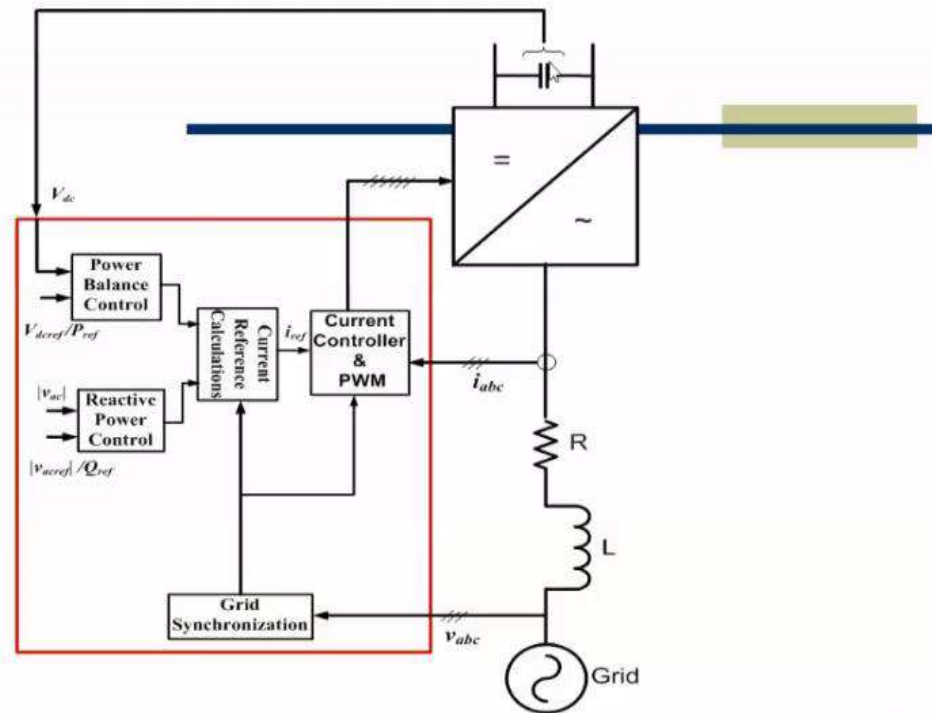 =
~
V_dc
Power
Balance
Control
V_dcref/P_ref
|v_ac|
Reactive
Power
Control
|v_acref| /Q_ref
Current
Reference
Calculations
i_ref
Current
Controller
&
PWM
i_abc
R
L
Grid
Synchronization
v_abc
Grid